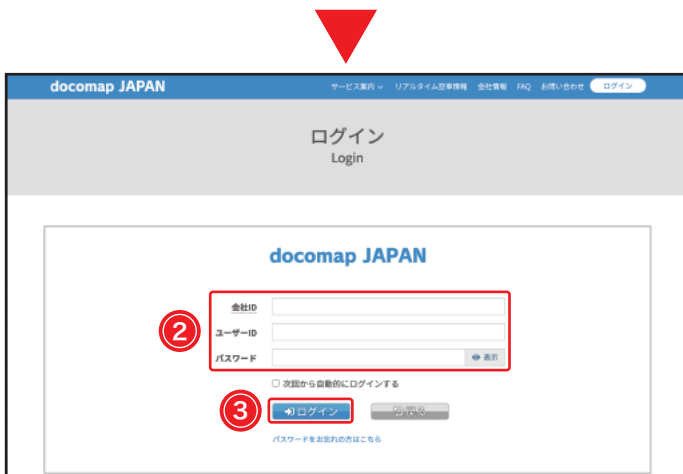 docomap JAPAN サービス案内 リアルタイム空車情報 会社情報 FAQ お問い合わせ ログイン
ログイン
Login
docomap JAPAN
会社ID
② ユーザーID
パスワード 表示
次回から自動的にログインする
③ ログイン 戻る
パスワードをお忘れの方はこちら